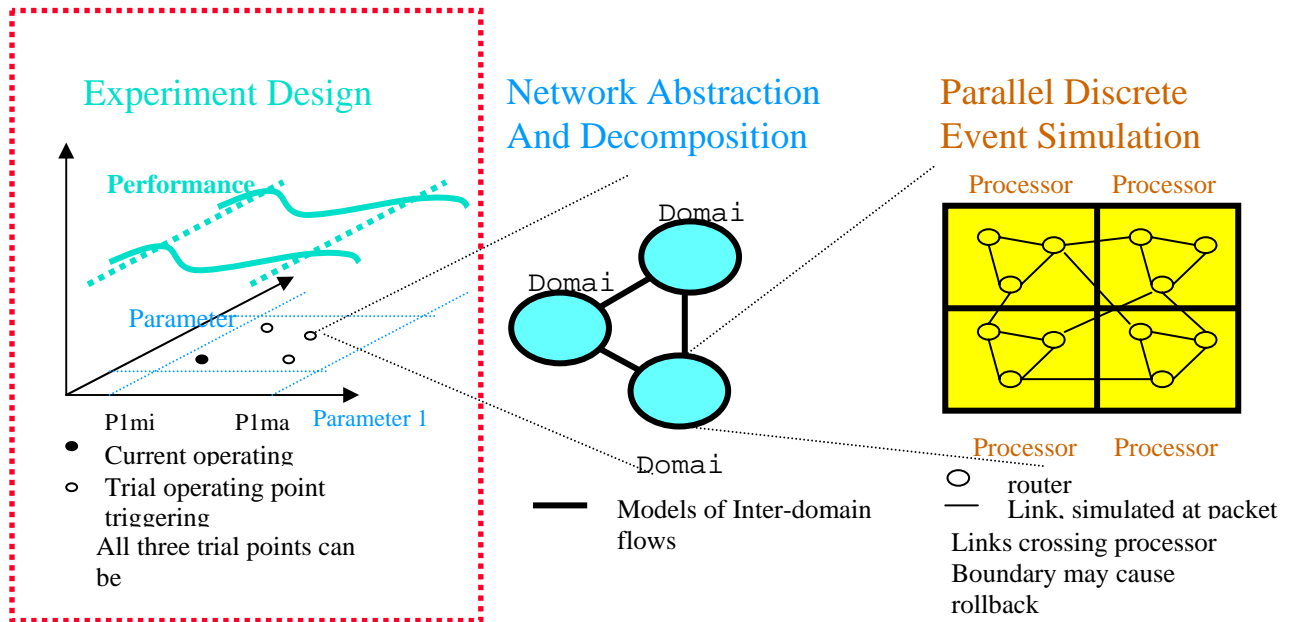 Experiment Design
Performance
Parameter
P1mi
P1ma
Parameter 1
Current operating
Trial operating point
triggering
All three trial points can
be
Network Abstraction
And Decomposition
Domai
Domai
Domai
Models of Inter-domain
flows
Parallel Discrete
Event Simulation
Processor
Processor
Processor
Processor
router
Link, simulated at packet
Links crossing processor
Boundary may cause
rollback